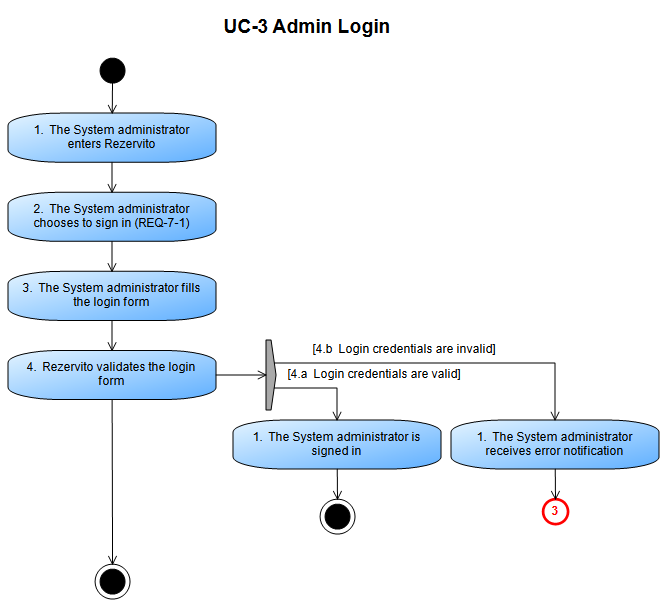 UC-3 Admin Login
1. The System administrator
enters Rezervito
2. The System administrator
chooses to sign in (REQ-7-1)
3. The System administrator fills
the login form
4. Rezervito validates the login
form
[4.b Login credentials are invalid]
[4.a Login credentials are valid]
1. The System administrator is
signed in
1. The System administrator
receives error notification
3